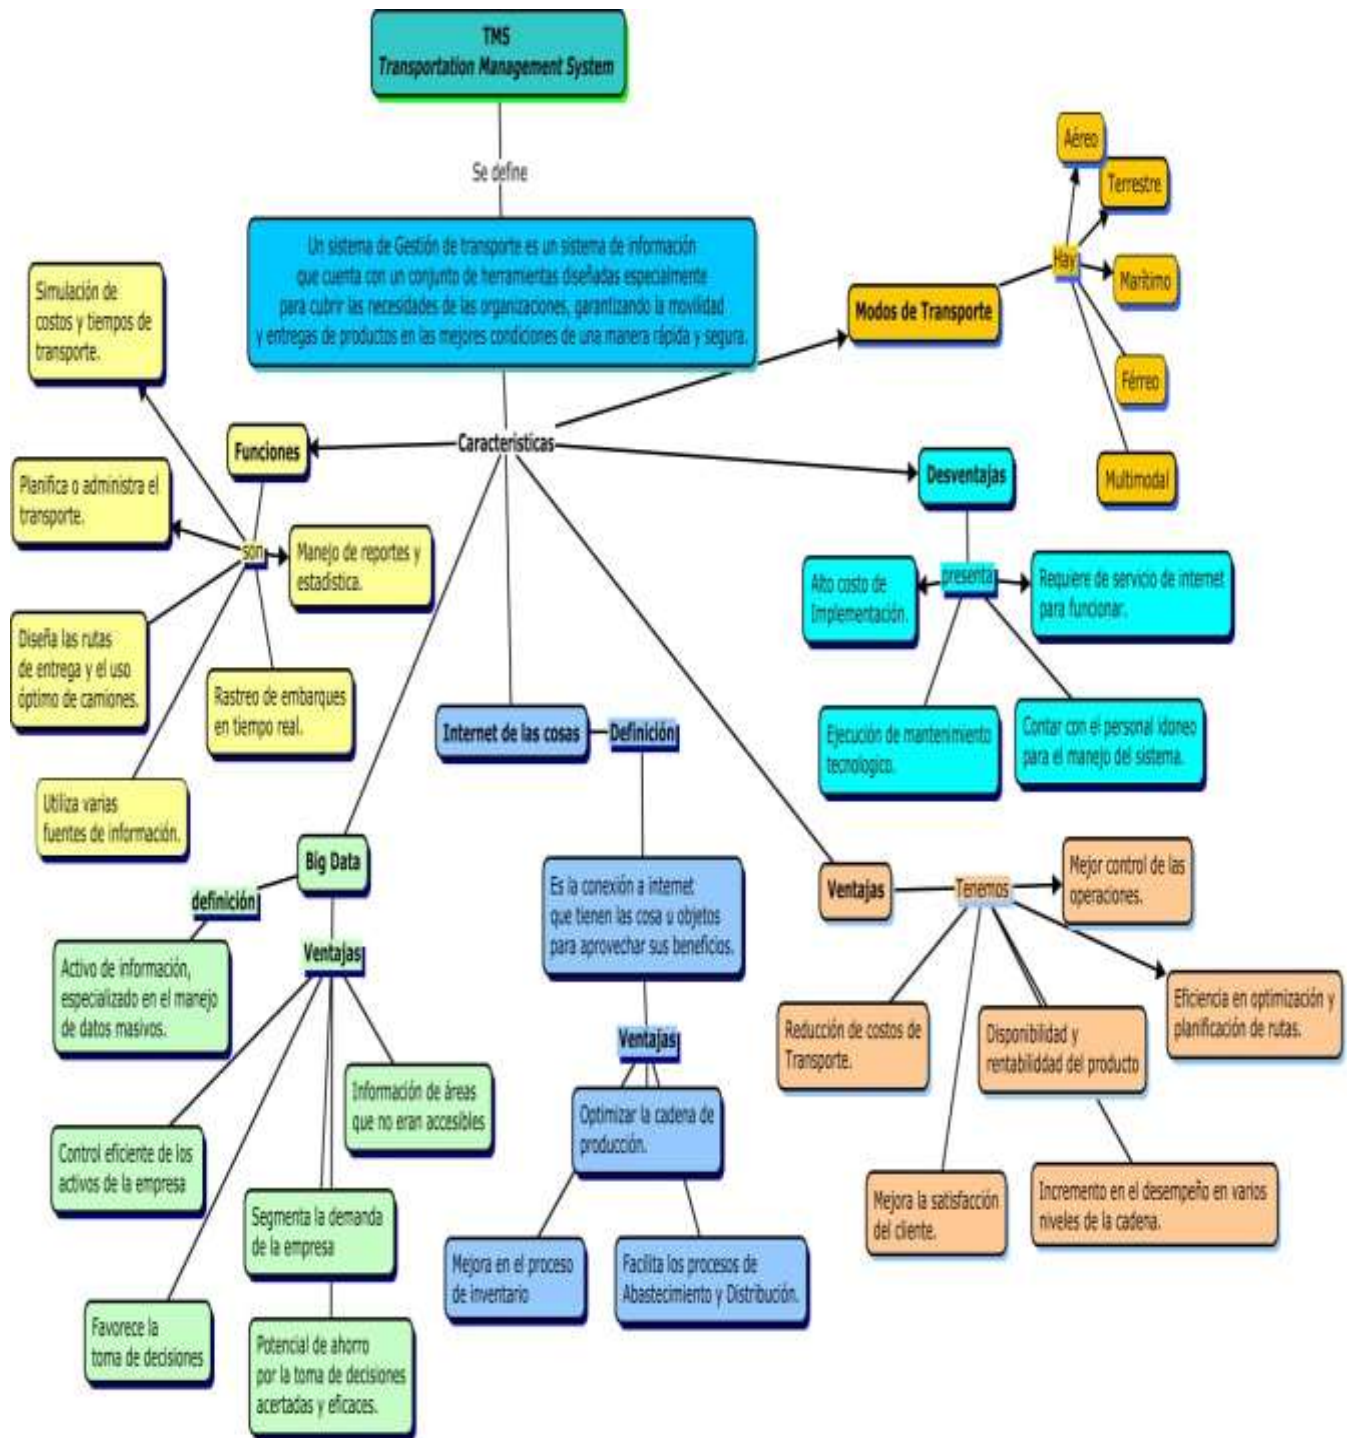 TMS
Transportation Management System
Se define
Un sistema de Gestión de transporte es un sistema de información
que cuenta con un conjunto de herramientas diseñadas especialmente
para cubrir las necesidades de las organizaciones, garantizando la movilidad
y entregas de productos en las mejores condiciones de una manera rápida y segura.
Caracteristicas
Modos de Transporte
Hay
Aéreo
Terrestre
Marítimo
Férreo
Multimodal
Funciones
son
Simulación de
costos y tiempos de
transporte.
Planifica o administra el
transporte.
Manejo de reportes y
estadística.
Diseña las rutas
de entrega y el uso
óptimo de camiones.
Rastreo de embarques
en tiempo real.
Utiliza varias
fuentes de información.
Desventajas
presenta
Alto costo de
Implementación.
Requiere de servicio de internet
para funcionar.
Ejecución de mantenimiento
tecnologico.
Contar con el personal idoneo
para el manejo del sistema.
Internet de las cosas
Definición
Es la conexión a internet
que tienen las cosa u objetos
para aprovechar sus beneficios.
Ventajas
Optimizar la cadena de
producción.
Mejora en el proceso
de inventario
Facilita los procesos de
Abastecimiento y Distribución.
Big Data
definición
Activo de información,
especializado en el manejo
de datos masivos.
Ventajas
Información de áreas
que no eran accesibles
Control eficiente de los
activos de la empresa
Segmenta la demanda
de la empresa
Favorece la
toma de decisiones
Potencial de ahorro
por la toma de decisiones
acertadas y eficaces.
Ventajas
Tenemos
Mejor control de las
operaciones.
Eficiencia en optimización y
planificación de rutas.
Reducción de costos de
Transporte.
Disponibilidad y
rentabiliddad del producto
Mejora la satisfacción
del cliente.
Incremento en el desempeño en varios
niveles de la cadena.